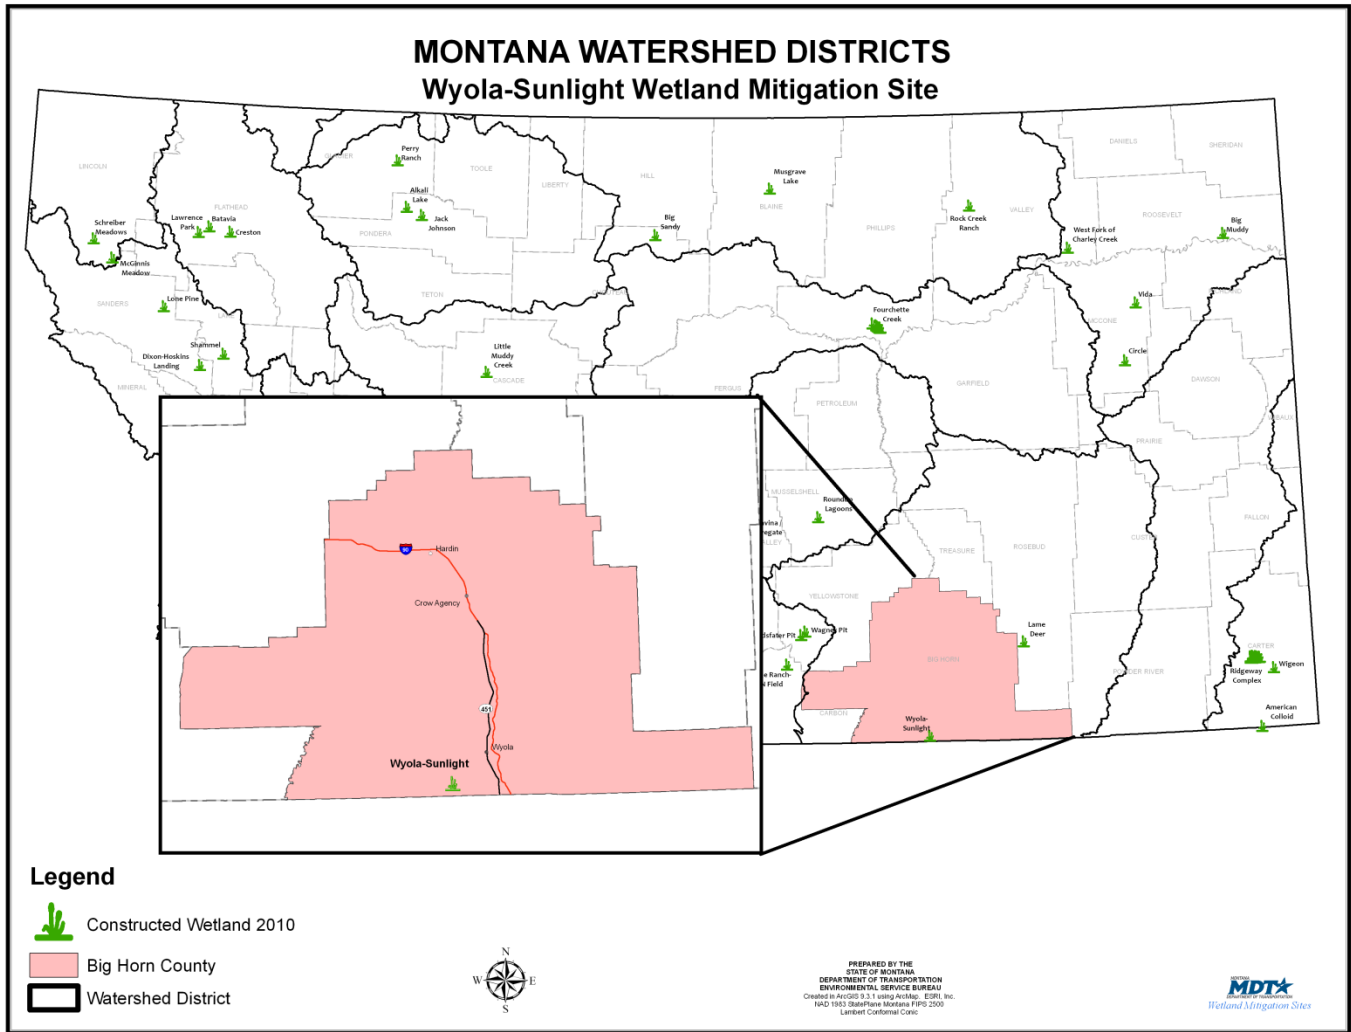 MONTANA WATERSHED DISTRICTS
Wyola-Sunlight Wetland Mitigation Site
LINCOLN
FLATHEAD
GLACIER
Perry
Ranch
TOOLE
LIBERTY
HILL
Musgrave
Lake
BLAINE
PHILLIPS
Rock Creek
Ranch
VALLEY
DANIELS
SHERIDAN
ROOSEVELT
Big
Muddy
West Fork of
Charley Creek
Schreiber
Meadows
McGinnis
Meadow
Lawrence
Park
Batavia
Creston
Alkali
Lake
Jack
Johnson
PONDERA
Big
Sandy
SANDERS
Lone Pine
LAKE
TETON
Fourchette
Creek
Vida
MCCONE
Circle
Shammel
Dixon-Hoskins
Landing
MINERAL
Little
Muddy
Creek
CASCADE
FERGUS
PETROLEUM
GARFIELD
DAWSON
PRAIRIE
MUSSELSHELL
Roundup
Lagoons
TREASURE
ROSEBUD
CUSTER
FALLON
YELLOWSTONE
Wagner Pit
BIG HORN
Lame
Deer
POWDER RIVER
CARTER
Ridgeway
Complex
Wigeon
American
Colloid
CARBON
Wyola-
Sunlight
90
Hardin
Crow Agency
451
Wyola
Wyola-Sunlight
Legend
Constructed Wetland 2010
Big Horn County
Watershed District
N
W
E
S
PREPARED BY THE
STATE OF MONTANA
DEPARTMENT OF TRANSPORTATION
ENVIRONMENTAL SERVICE BUREAU
Created in ArcGIS 9.3.1 using ArcMap, ESRI, Inc.
NAD 1983 StatePlane Montana FIPS 2500
Lambert Conformal Conic
MONTANA
MDT
DEPARTMENT OF TRANSPORTATION
Wetland Mitigation Sites